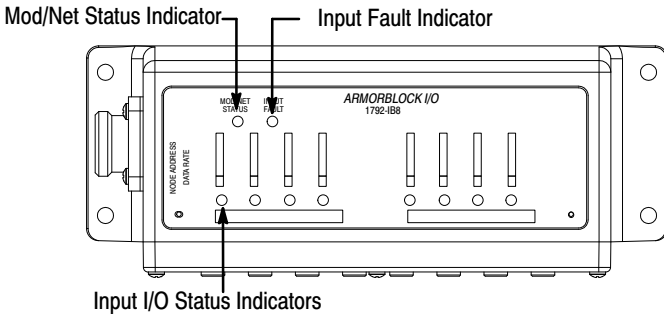 Mod/Net Status Indicator
Input Fault Indicator
MOD/NET
STATUS
INPUT
FAULT
ARMORBLOCK I/O
1792-IB8
NODE ADDRESS
DATA RATE
Input I/O Status Indicators